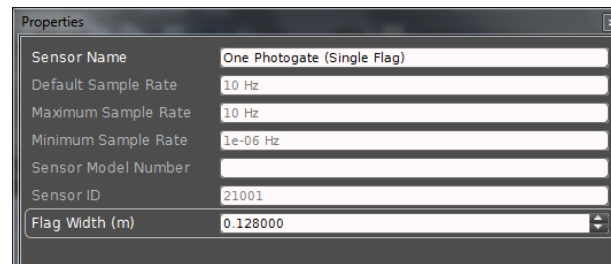 Properties
Sensor Name One Photogate (Single Flag)
Default Sample Rate 10 Hz
Maximum Sample Rate 10 Hz
Minimum Sample Rate 1e-06 Hz
Sensor Model Number
Sensor ID 21001
Flag Width (m) 0.128000